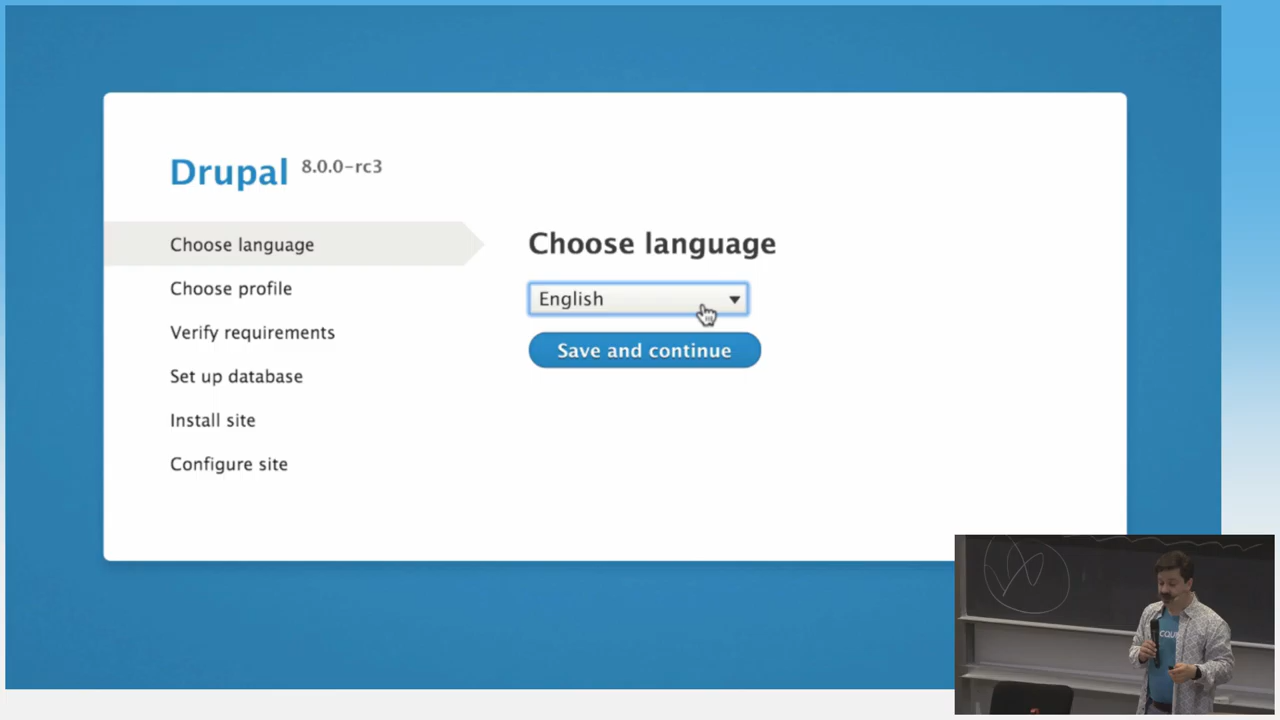 Drupal 8.0.0-rc3
Choose language
Choose profile
Verify requirements
Set up database
Install site
Configure site
Choose language
English
Save and continue